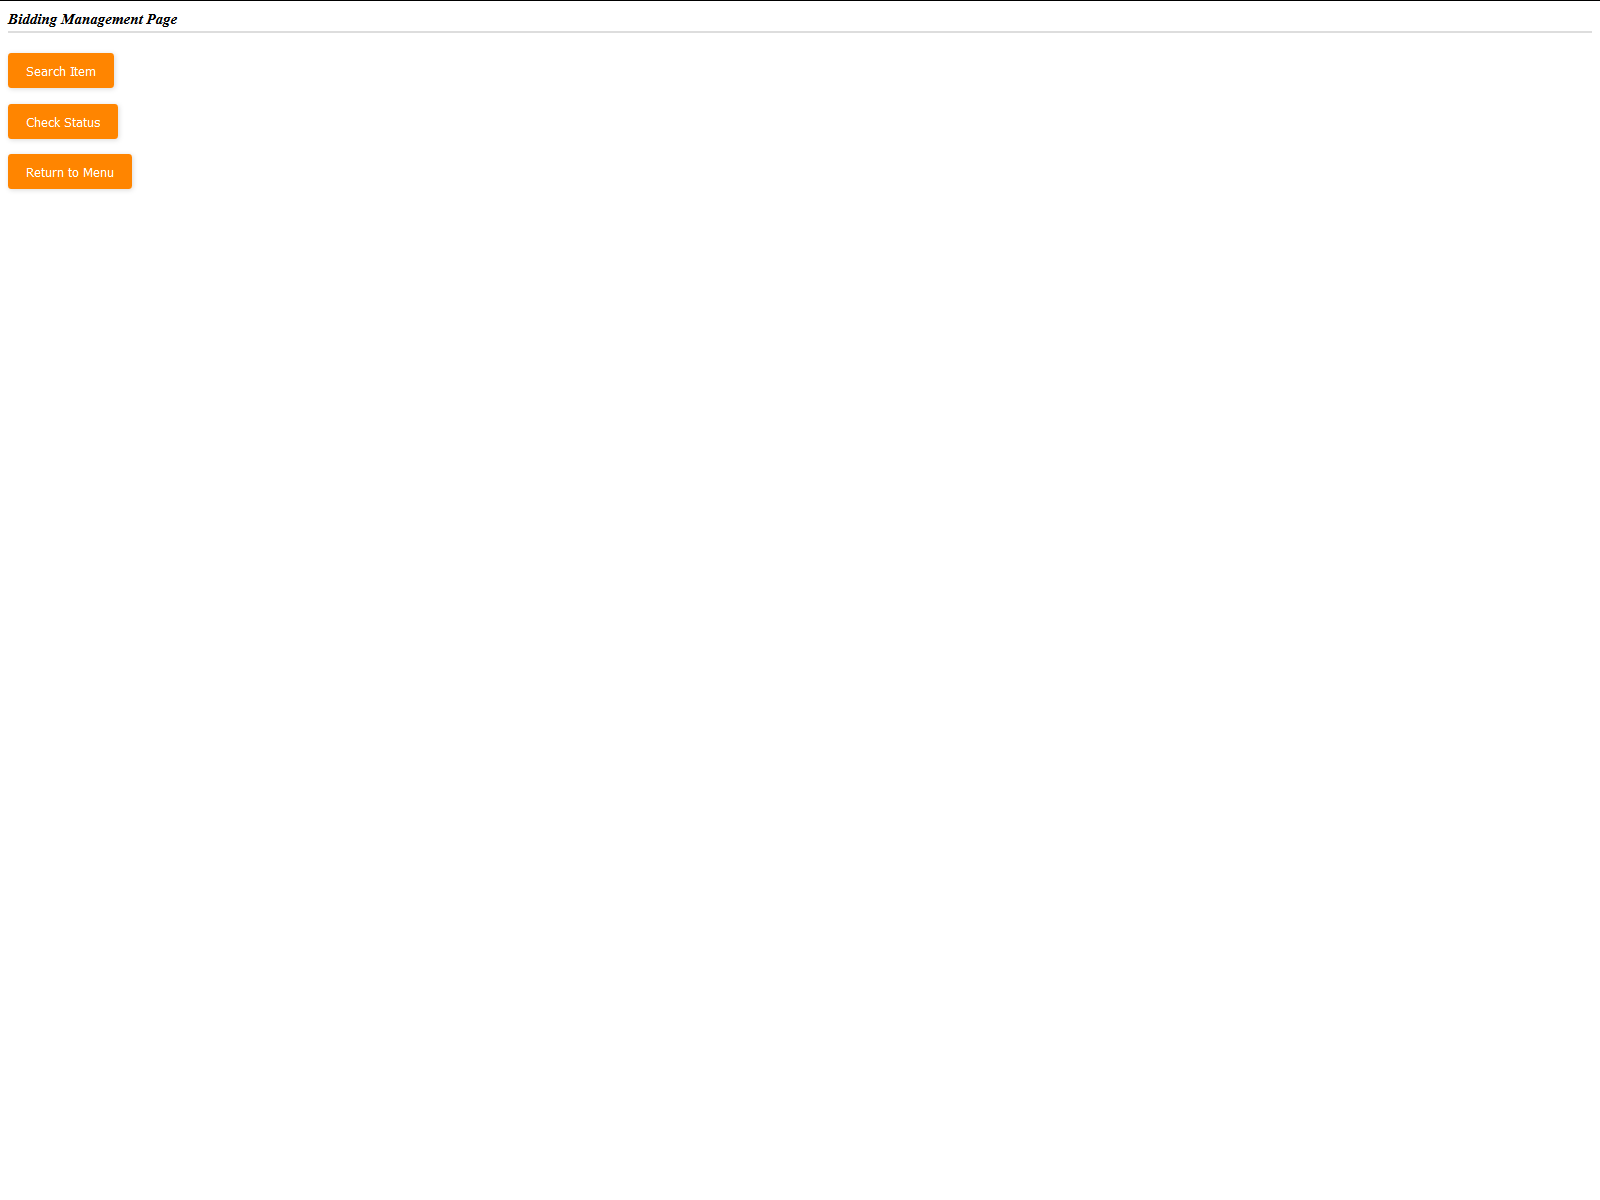 Bidding Management Page
Search Item
Check Status
Return to Menu